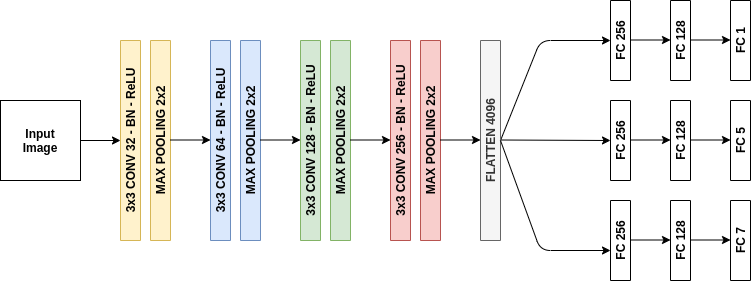 Input
Image
3x3 CONV 32 - BN - ReLU
MAX POOLING 2x2
3x3 CONV 64 - BN - ReLU
MAX POOLING 2x2
3x3 CONV 128 - BN - ReLU
MAX POOLING 2x2
3x3 CONV 256 - BN - ReLU
MAX POOLING 2x2
FLATTEN 4096
FC 256
FC 128
FC 1
FC 256
FC 128
FC 5
FC 256
FC 128
FC 7